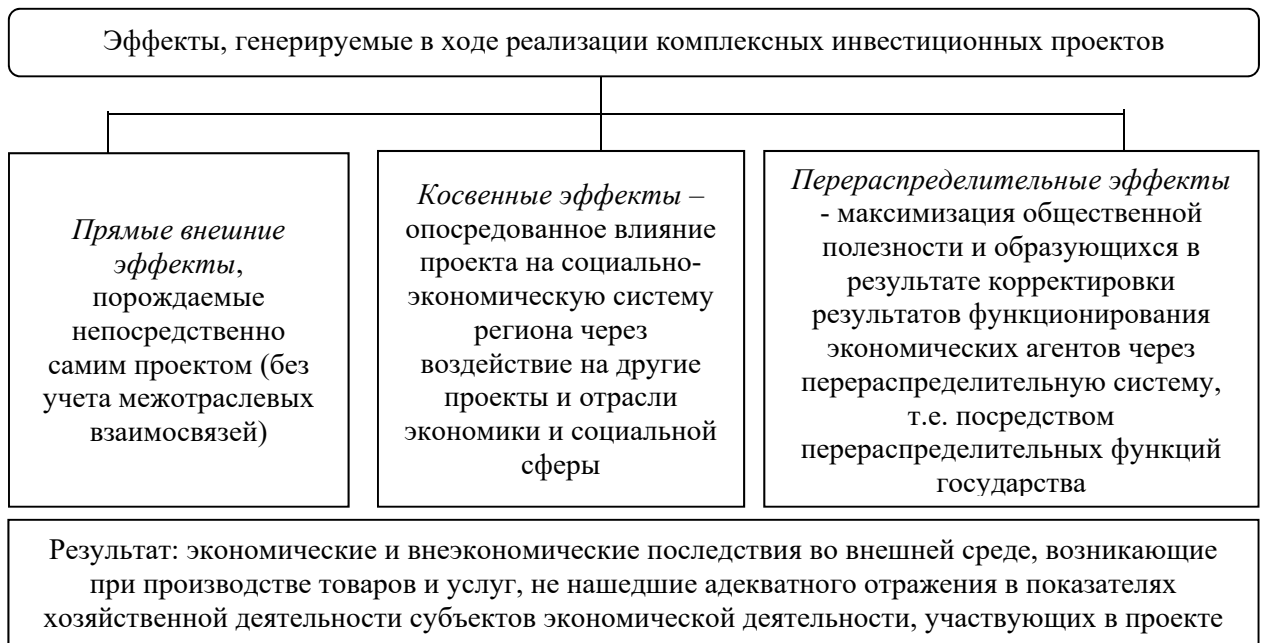 Эффекты, генерируемые в ходе реализации комплексных инвестиционных проектов
Прямые внешние
эффекты,
порождаемые
непосредственно
самим проектом (без
учета межотраслевых
взаимосвязей)
Косвенные эффекты –
опосредованное влияние
проекта на социально-
экономическую систему
региона через
воздействие на другие
проекты и отрасли
экономики и социальной
сферы
Перераспределительные эффекты
- максимизация общественной
полезности и образующихся в
результате корректировки
результатов функционирования
экономических агентов через
перераспределительную систему,
т.е. посредством
перераспределительных функций
государства
Результат: экономические и внеэкономические последствия во внешней среде, возникающие
при производстве товаров и услуг, не нашедшие адекватного отражения в показателях
хозяйственной деятельности субъектов экономической деятельности, участвующих в проекте